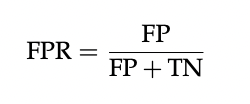 FPR = FP / (FP + TN)